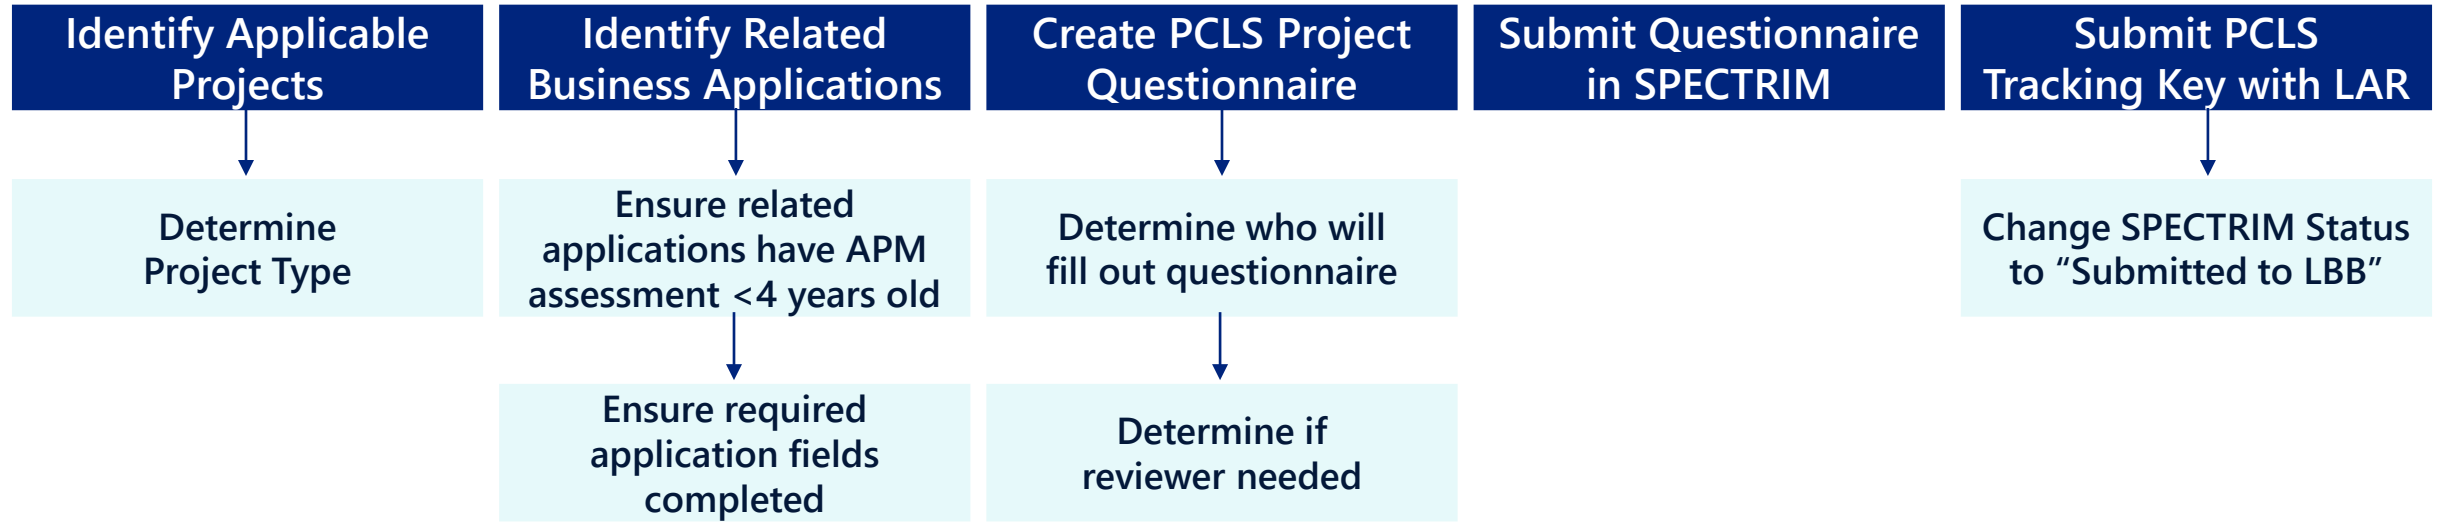 Identify Applicable
Projects
Determine
Project Type
Identify Related
Business Applications
Ensure related
applications have APM
assessment <4 years old
Ensure required
application fields
completed
Create PCLS Project
Questionnaire
Determine who will
fill out questionnaire
Determine if
reviewer needed
Submit Questionnaire
in SPECTRIM
Submit PCLS
Tracking Key with LAR
Change SPECTRIM Status
to “Submitted to LBB”